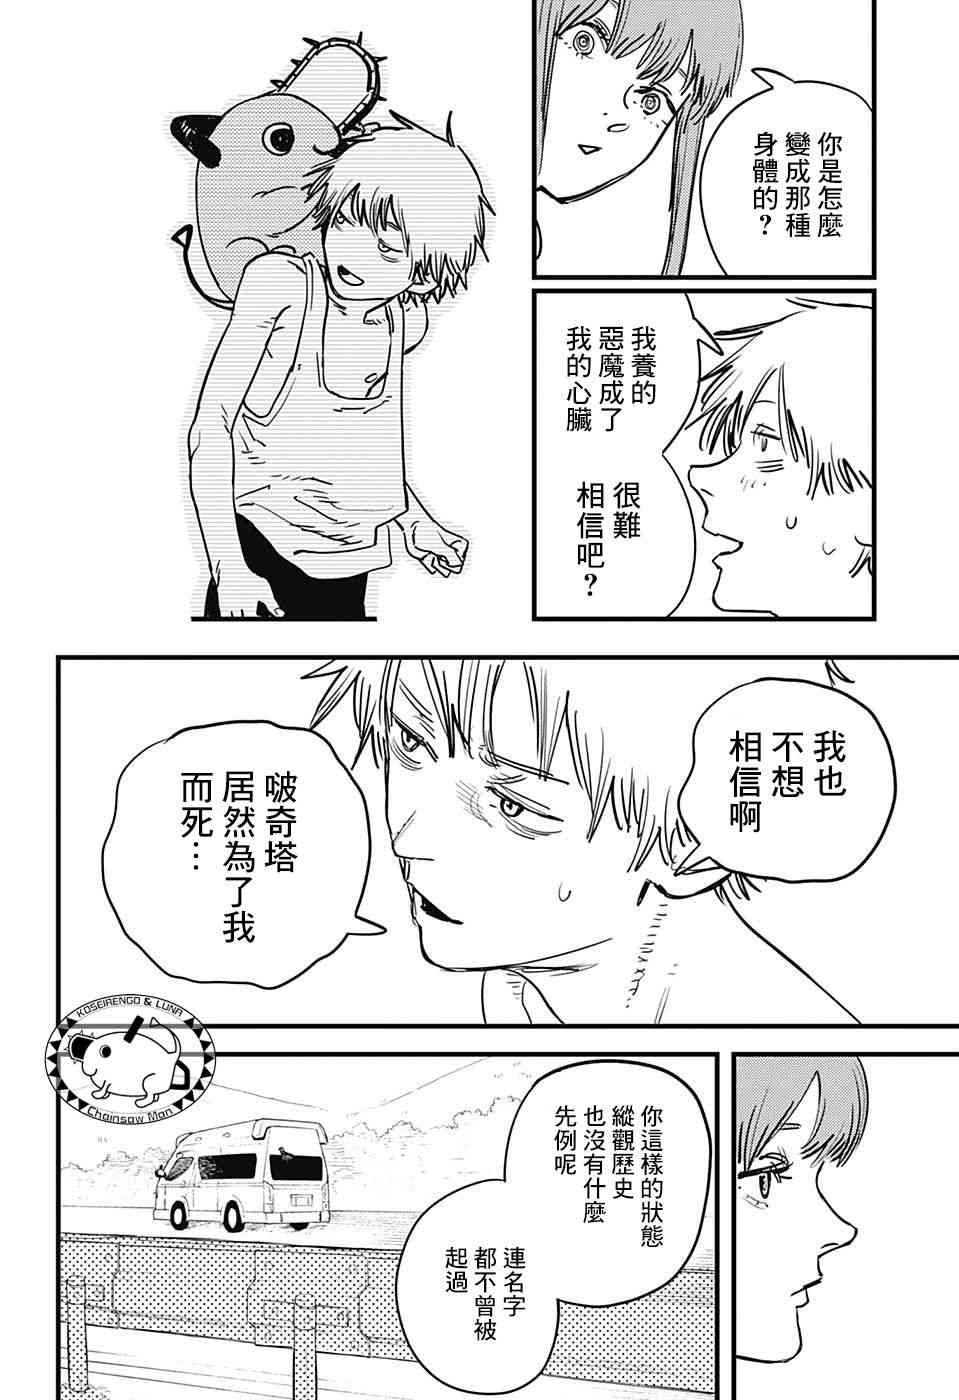 你是怎麼
變成那種
身體的？
我養的
惡魔成了
我的心臟
很難
相信吧？
我也
不想
相信啊
啵奇塔
居然為了我
而死…
你這樣的狀態
縱觀歷史
也沒有什麼
先例呢
連名字
都不曾被
起過
KOSEIRENGO & LUNA
Chainsaw Man